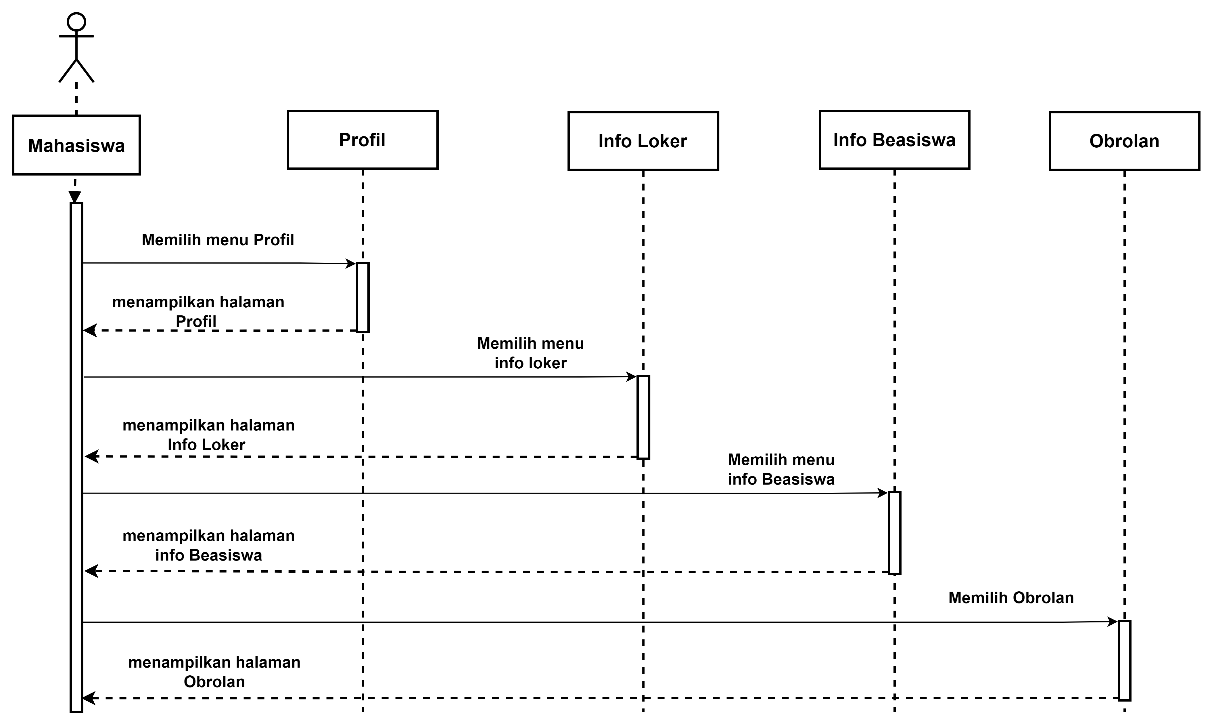 Mahasiswa
Profil
Info Loker
Info Beasiswa
Obrolan
Memilih menu Profil
menampilkan halaman
Profil
Memilih menu
info loker
menampilkan halaman
Info Loker
Memilih menu
info Beasiswa
menampilkan halaman
info Beasiswa
Memilih Obrolan
menampilkan halaman
Obrolan